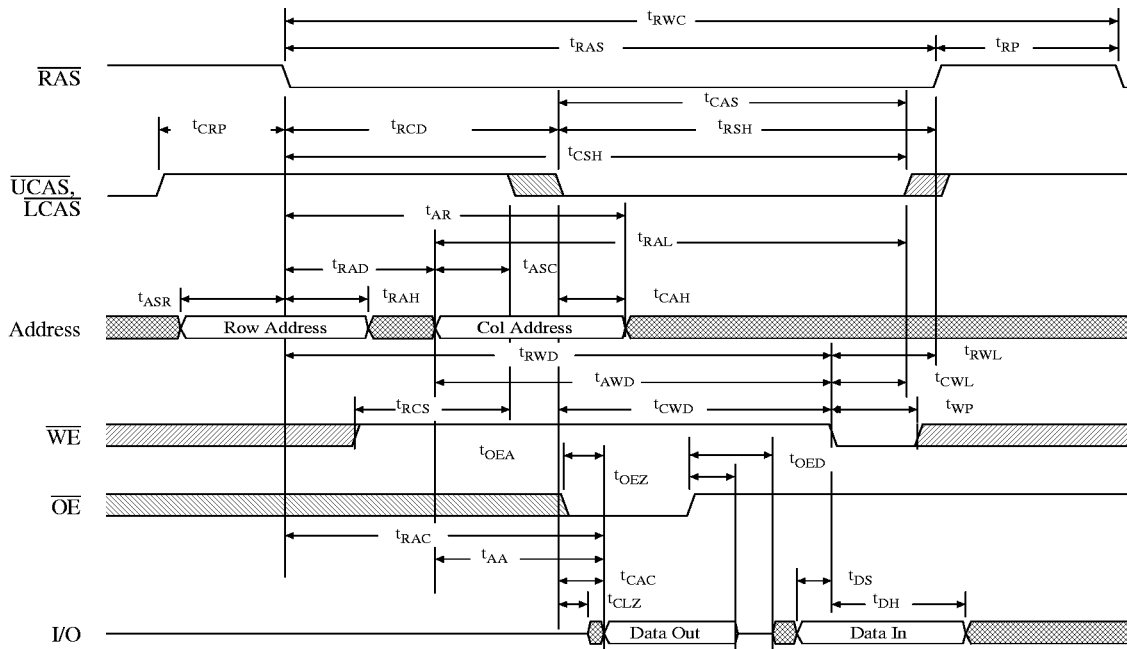 tRWC
tRAS tRP
RAS
tCAS
tCRP tRCD tRSH
tCSH
UCAS,
LCAS
tAR
tRAL
tRAD tASC
tASR tRAH tCAH
Address Row Address Col Address
tRWD tRWL
tAWD tCWL
tRCS tCWD tWP
WE
tOEA tOED
tOEZ
OE
tRAC
tAA
tCAC tDS
tCLZ tDH
I/O Data Out Data In